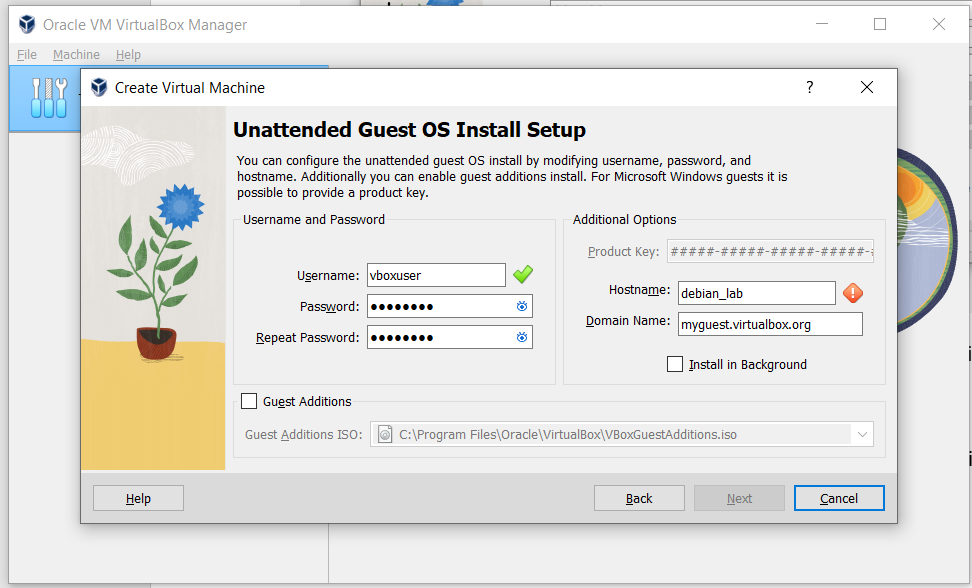 Oracle VM VirtualBox Manager
File Machine Help
Create Virtual Machine
?
Unattended Guest OS Install Setup
You can configure the unattended guest OS install by modifying username, password, and
hostname. Additionally you can enable guest additions install. For Microsoft Windows guests it is
possible to provide a product key.
Username and Password
Username: vboxuser
Password: ●●●●●●●●
Repeat Password: ●●●●●●●●
Additional Options
Product Key: #####-#####-#####-#####-
Hostname: debian_lab
Domain Name: myguest.virtualbox.org
Install in Background
Guest Additions
Guest Additions ISO: C:\Program Files\Oracle\VirtualBox\VBoxGuestAdditions.iso
Help Back Next Cancel